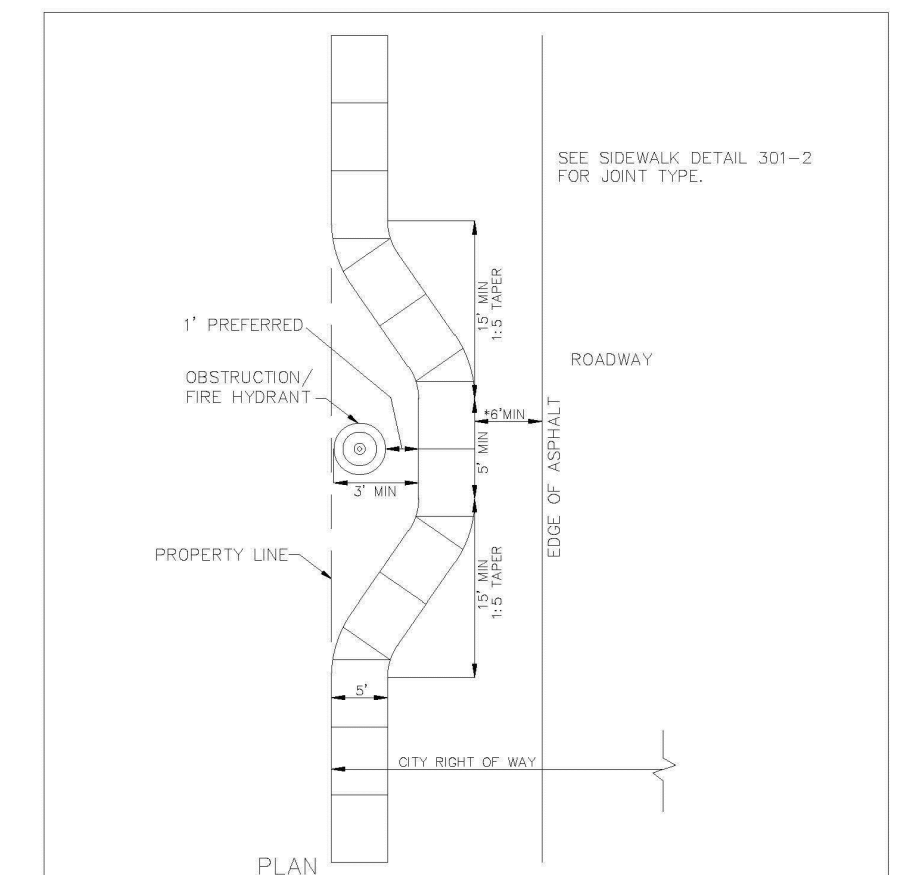 SEE SIDEWALK DETAIL 301-2
FOR JOINT TYPE.
15' MIN
1:5 TAPER
1' PREFERRED
ROADWAY
OBSTRUCTION/
FIRE HYDRANT
*6'MIN
5' MIN
EDGE OF ASPHALT
3' MIN
PROPERTY LINE
15' MIN
1:5 TAPER
5'
CITY RIGHT OF WAY
PLAN